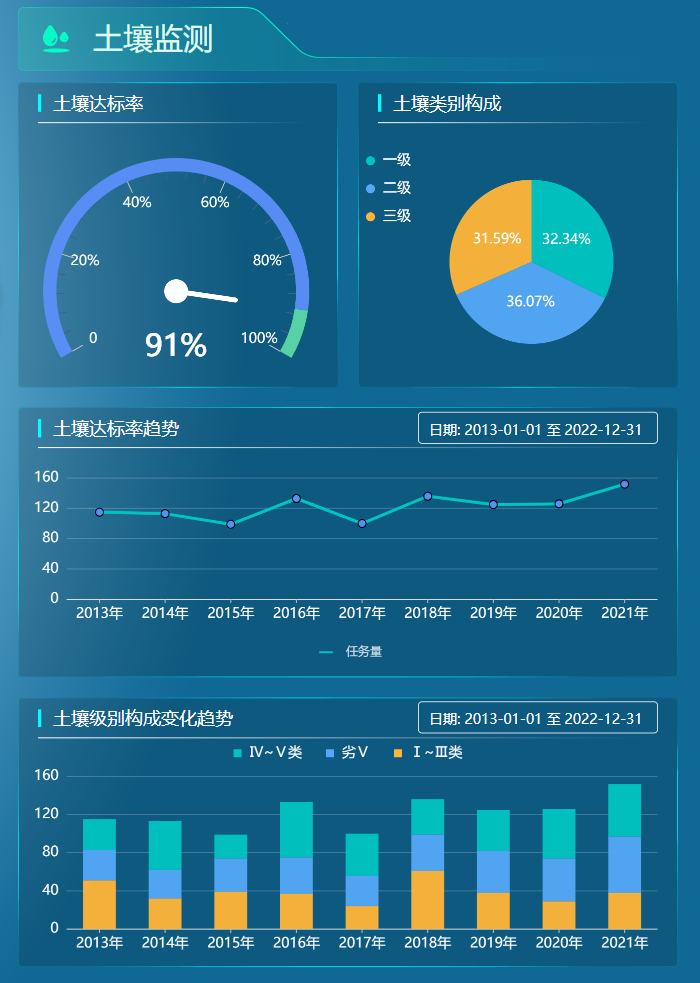 土壤监测
土壤达标率
0
20%
40%
60%
80%
100%
91%
土壤类别构成
一级
二级
三级
31.59%
32.34%
36.07%
土壤达标率趋势
日期: 2013-01-01 至 2022-12-31
160
120
80
40
0
2013年 2014年 2015年 2016年 2017年 2018年 2019年 2020年 2021年
任务量
土壤级别构成变化趋势
日期: 2013-01-01 至 2022-12-31
Ⅳ~Ⅴ类 劣Ⅴ Ⅰ~Ⅲ类
160
120
80
40
0
2013年 2014年 2015年 2016年 2017年 2018年 2019年 2020年 2021年